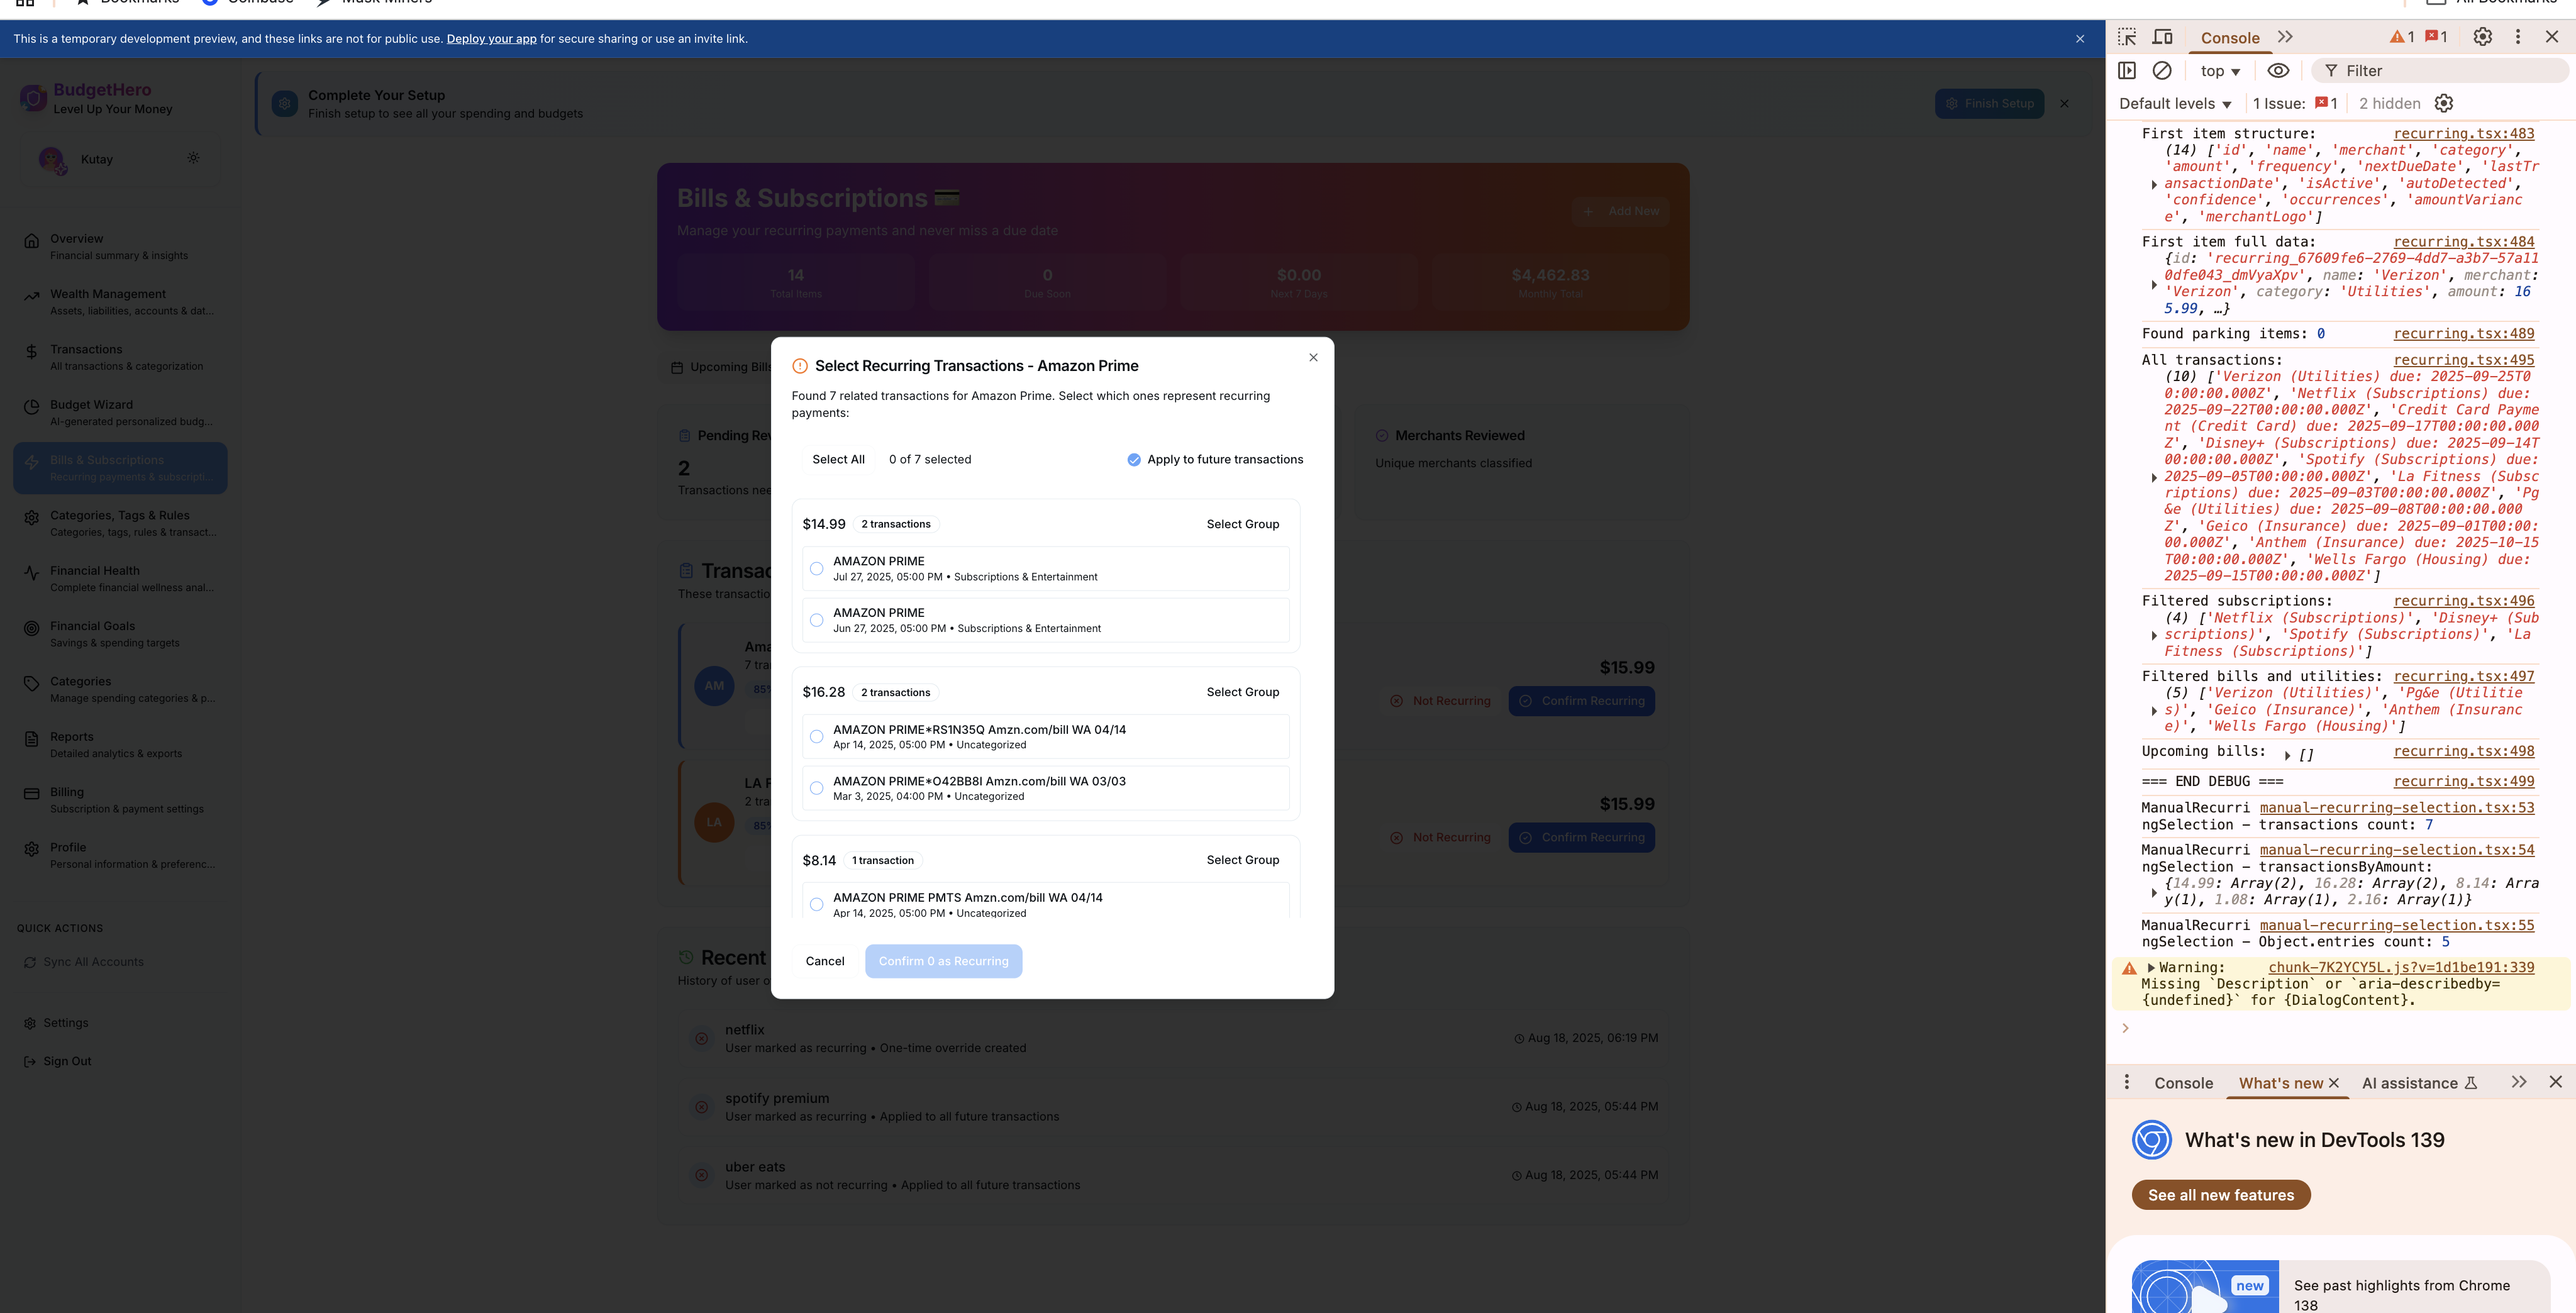 Bookmarks
Coinbase
Musk Miners
All Bookmarks
This is a temporary development preview, and these links are not for public use. Deploy your app for secure sharing or use an invite link.
BudgetHero
Level Up Your Money
Kutay
Overview
Financial summary & insights
Wealth Management
Assets, liabilities, accounts & dat...
Transactions
All transactions & categorization
Budget Wizard
AI-generated personalized budg...
Bills & Subscriptions
Recurring payments & subscripti...
Categories, Tags & Rules
Categories, tags, rules & transact...
Financial Health
Complete financial wellness anal...
Financial Goals
Savings & spending targets
Categories
Manage spending categories & p...
Reports
Detailed analytics & exports
Billing
Subscription & payment settings
Profile
Personal information & preferenc...
QUICK ACTIONS
Sync All Accounts
Settings
Sign Out
Complete Your Setup
Finish setup to see all your spending and budgets
Finish Setup
Bills & Subscriptions
Manage your recurring payments and never miss a due date
+ Add New
14
Total Items
0
Due Soon
$0.00
Next 7 Days
$4,462.83
Monthly Total
Upcoming Bills
Pending Rev
2
Transactions nee
Merchants Reviewed
Unique merchants classified
Transac
These transactio
AM
Ama
7 tra
85%
$15.99
Not Recurring
Confirm Recurring
LA
LA F
2 tra
85%
$15.99
Not Recurring
Confirm Recurring
Recent
History of user o
netflix
User marked as recurring • One-time override created
Aug 18, 2025, 06:19 PM
spotify premium
User marked as recurring • Applied to all future transactions
Aug 18, 2025, 05:44 PM
uber eats
User marked as not recurring • Applied to all future transactions
Aug 18, 2025, 05:44 PM
Select Recurring Transactions - Amazon Prime
Found 7 related transactions for Amazon Prime. Select which ones represent recurring
payments:
Select All
0 of 7 selected
Apply to future transactions
$14.99
2 transactions
Select Group
AMAZON PRIME
Jul 27, 2025, 05:00 PM • Subscriptions & Entertainment
AMAZON PRIME
Jun 27, 2025, 05:00 PM • Subscriptions & Entertainment
$16.28
2 transactions
Select Group
AMAZON PRIME*RS1N35Q Amzn.com/bill WA 04/14
Apr 14, 2025, 05:00 PM • Uncategorized
AMAZON PRIME*O42BB8I Amzn.com/bill WA 03/03
Mar 3, 2025, 04:00 PM • Uncategorized
$8.14
1 transaction
Select Group
AMAZON PRIME PMTS Amzn.com/bill WA 04/14
Apr 14, 2025, 05:00 PM • Uncategorized
Cancel
Confirm 0 as Recurring
Console
1
1
top
Filter
Default levels
1 Issue: 1
2 hidden
First item structure: recurring.tsx:483
(14) ['id', 'name', 'merchant', 'category',
'amount', 'frequency', 'nextDueDate', 'lastTr
ansactionDate', 'isActive', 'autoDetected',
'confidence', 'occurrences', 'amountVarianc
e', 'merchantLogo']
First item full data: recurring.tsx:484
{id: 'recurring_67609fe6-2769-4dd7-a3b7-57a11
0dfe043_dmVyaXpv', name: 'Verizon', merchant:
'Verizon', category: 'Utilities', amount: 16
5.99, …}
Found parking items: 0 recurring.tsx:489
All transactions: recurring.tsx:495
(10) ['Verizon (Utilities) due: 2025-09-25T0
0:00:00.000Z', 'Netflix (Subscriptions) due:
2025-09-22T00:00:00.000Z', 'Credit Card Payme
nt (Credit Card) due: 2025-09-17T00:00:00.000
Z', 'Disney+ (Subscriptions) due: 2025-09-14T
00:00:00.000Z', 'Spotify (Subscriptions) due:
2025-09-05T00:00:00.000Z', 'La Fitness (Subsc
riptions) due: 2025-09-03T00:00:00.000Z', 'Pg
&e (Utilities) due: 2025-09-08T00:00:00.000
Z', 'Geico (Insurance) due: 2025-09-01T00:00:
00.000Z', 'Anthem (Insurance) due: 2025-10-15
T00:00:00.000Z', 'Wells Fargo (Housing) due:
2025-09-15T00:00:00.000Z']
Filtered subscriptions: recurring.tsx:496
(4) ['Netflix (Subscriptions)', 'Disney+ (Sub
scriptions)', 'Spotify (Subscriptions)', 'La
Fitness (Subscriptions)']
Filtered bills and utilities: recurring.tsx:497
(5) ['Verizon (Utilities)', 'Pg&e (Utilitie
s)', 'Geico (Insurance)', 'Anthem (Insuranc
e)', 'Wells Fargo (Housing)']
Upcoming bills: [] recurring.tsx:498
=== END DEBUG === recurring.tsx:499
ManualRecurri manual-recurring-selection.tsx:53
ngSelection – transactions count: 7
ManualRecurri manual-recurring-selection.tsx:54
ngSelection – transactionsByAmount:
{14.99: Array(2), 16.28: Array(2), 8.14: Arra
y(1), 1.08: Array(1), 2.16: Array(1)}
ManualRecurri manual-recurring-selection.tsx:55
ngSelection – Object.entries count: 5
Warning: chunk-7K2YCY5L.js?v=1d1be191:339
Missing `Description` or `aria-describedby=
{undefined}` for {DialogContent}.
Console
What's new
AI assistance
What's new in DevTools 139
See all new features
new
See past highlights from Chrome
138